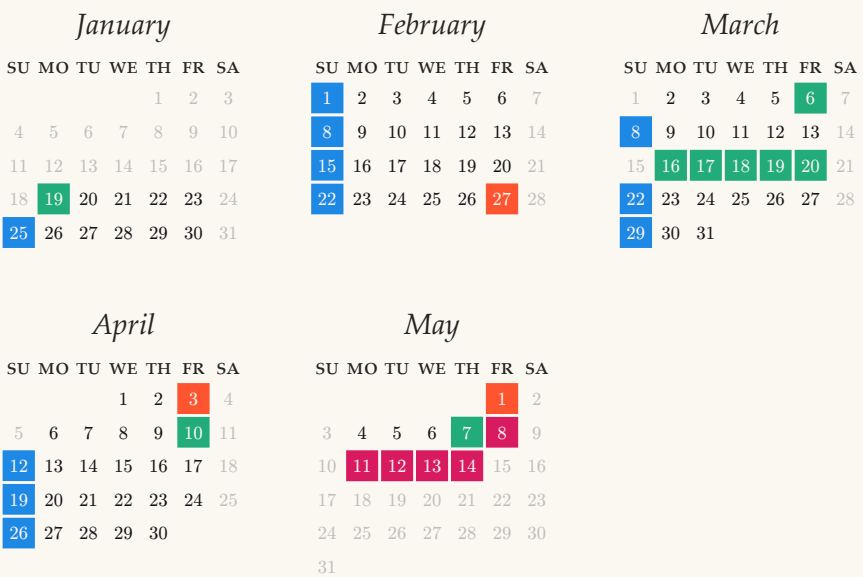 January February March
SU MO TU WE TH FR SA SU MO TU WE TH FR SA SU MO TU WE TH FR SA
1 2 3 1 2 3 4 5 6 7 1 2 3 4 5 6 7
4 5 6 7 8 9 10 8 9 10 11 12 13 14 8 9 10 11 12 13 14
11 12 13 14 15 16 17 15 16 17 18 19 20 21 15 16 17 18 19 20 21
18 19 20 21 22 23 24 22 23 24 25 26 27 28 22 23 24 25 26 27 28
25 26 27 28 29 30 31 29 30 31
April May
SU MO TU WE TH FR SA SU MO TU WE TH FR SA
1 2 3 4 1 2
5 6 7 8 9 10 11 3 4 5 6 7 8 9
12 13 14 15 16 17 18 10 11 12 13 14 15 16
19 20 21 22 23 24 25 17 18 19 20 21 22 23
26 27 28 29 30 24 25 26 27 28 29 30
31